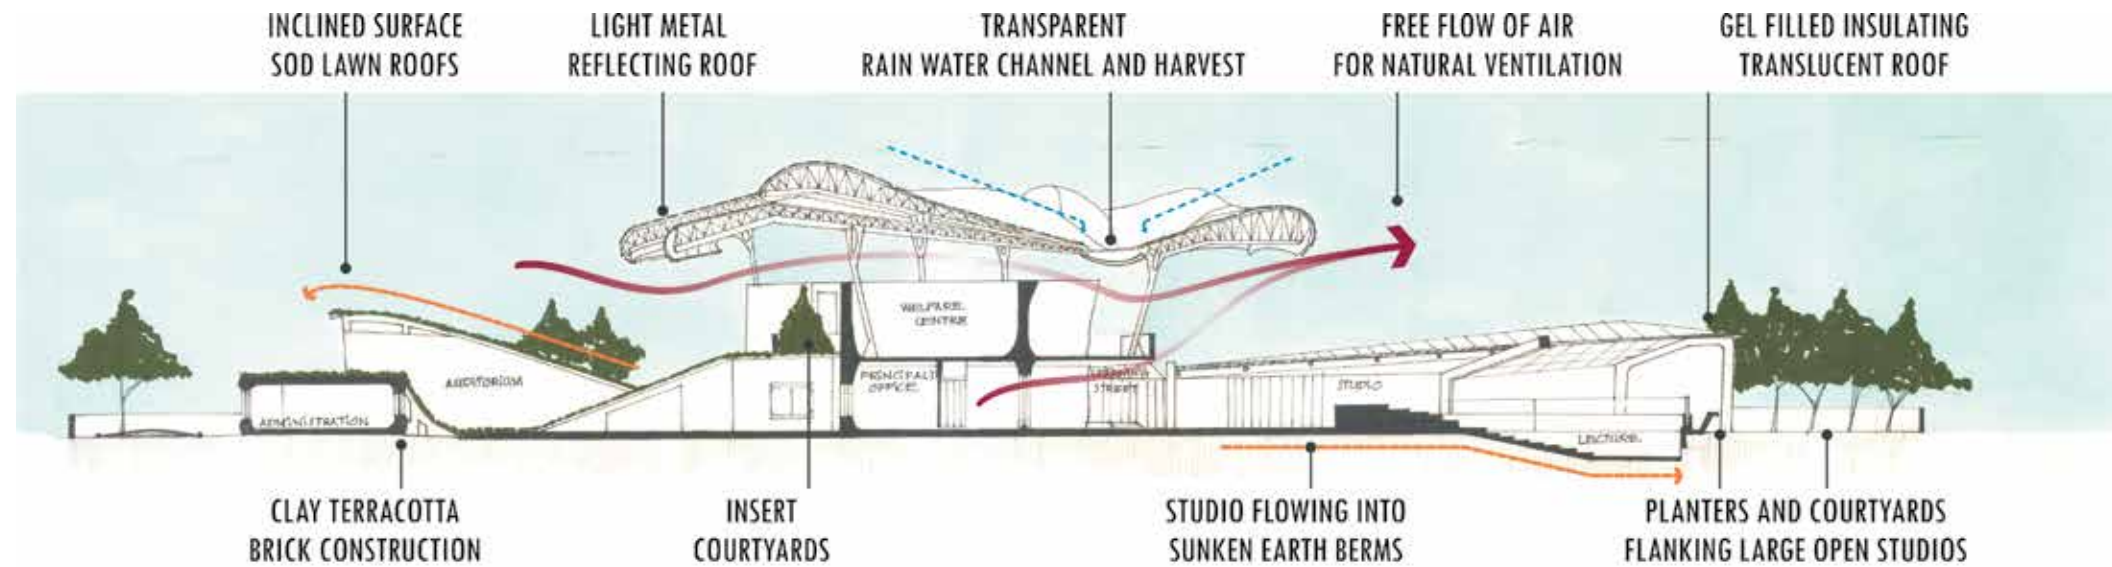 INCLINED SURFACE
SOD LAWN ROOFS
LIGHT METAL
REFLECTING ROOF
TRANSPARENT
RAIN WATER CHANNEL AND HARVEST
FREE FLOW OF AIR
FOR NATURAL VENTILATION
GEL FILLED INSULATING
TRANSLUCENT ROOF
WELFARE
CENTRE
AUDITORIUM
PRINCIPAL
OFFICE
STREET
STUDIO
ADMINISTRATION
LECTURE
CLAY TERRACOTTA
BRICK CONSTRUCTION
INSERT
COURTYARDS
STUDIO FLOWING INTO
SUNKEN EARTH BERMS
PLANTERS AND COURTYARDS
FLANKING LARGE OPEN STUDIOS